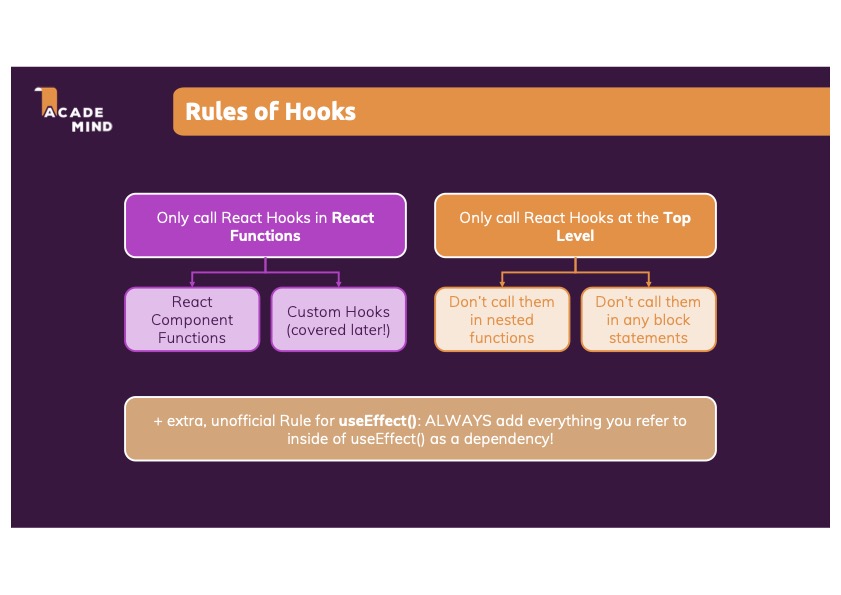 ACADE
MIND
Rules of Hooks
Only call React Hooks in React
Functions
Only call React Hooks at the Top
Level
React
Component
Functions
Custom Hooks
(covered later!)
Don't call them
in nested
functions
Don't call them
in any block
statements
+ extra, unofficial Rule for useEffect(): ALWAYS add everything you refer to
inside of useEffect() as a dependency!